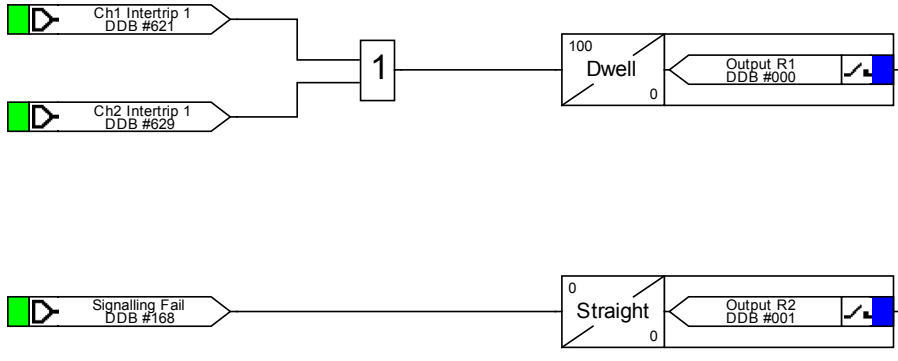 Ch1 Intertrip 1
DDB #621
1
100
Dwell
0
Output R1
DDB #000
Ch2 Intertrip 1
DDB #629
Signalling Fail
DDB #168
0
Straight
0
Output R2
DDB #001